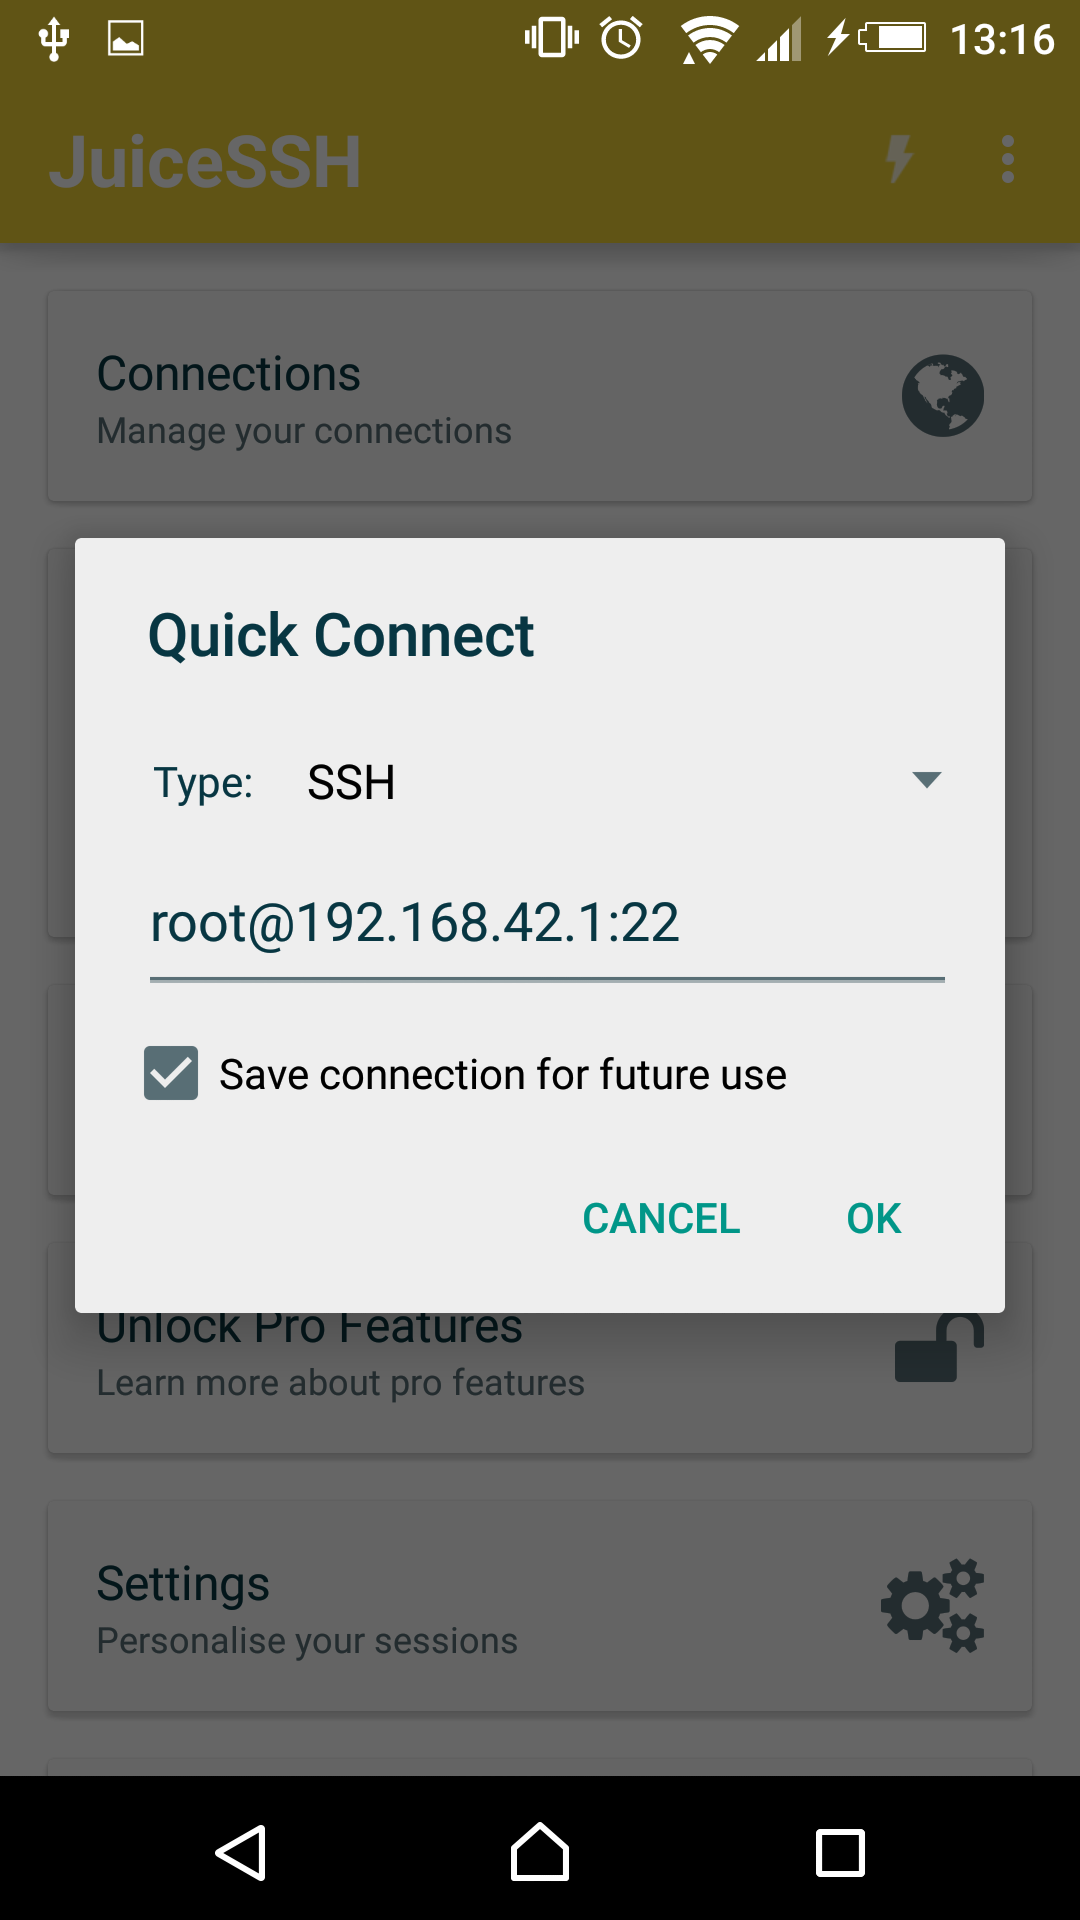 13:16
JuiceSSH
Connections
Manage your connections
Quick Connect
Type: SSH
root@192.168.42.1:22
Save connection for future use
CANCEL OK
Unlock Pro Features
Learn more about pro features
Settings
Personalise your sessions